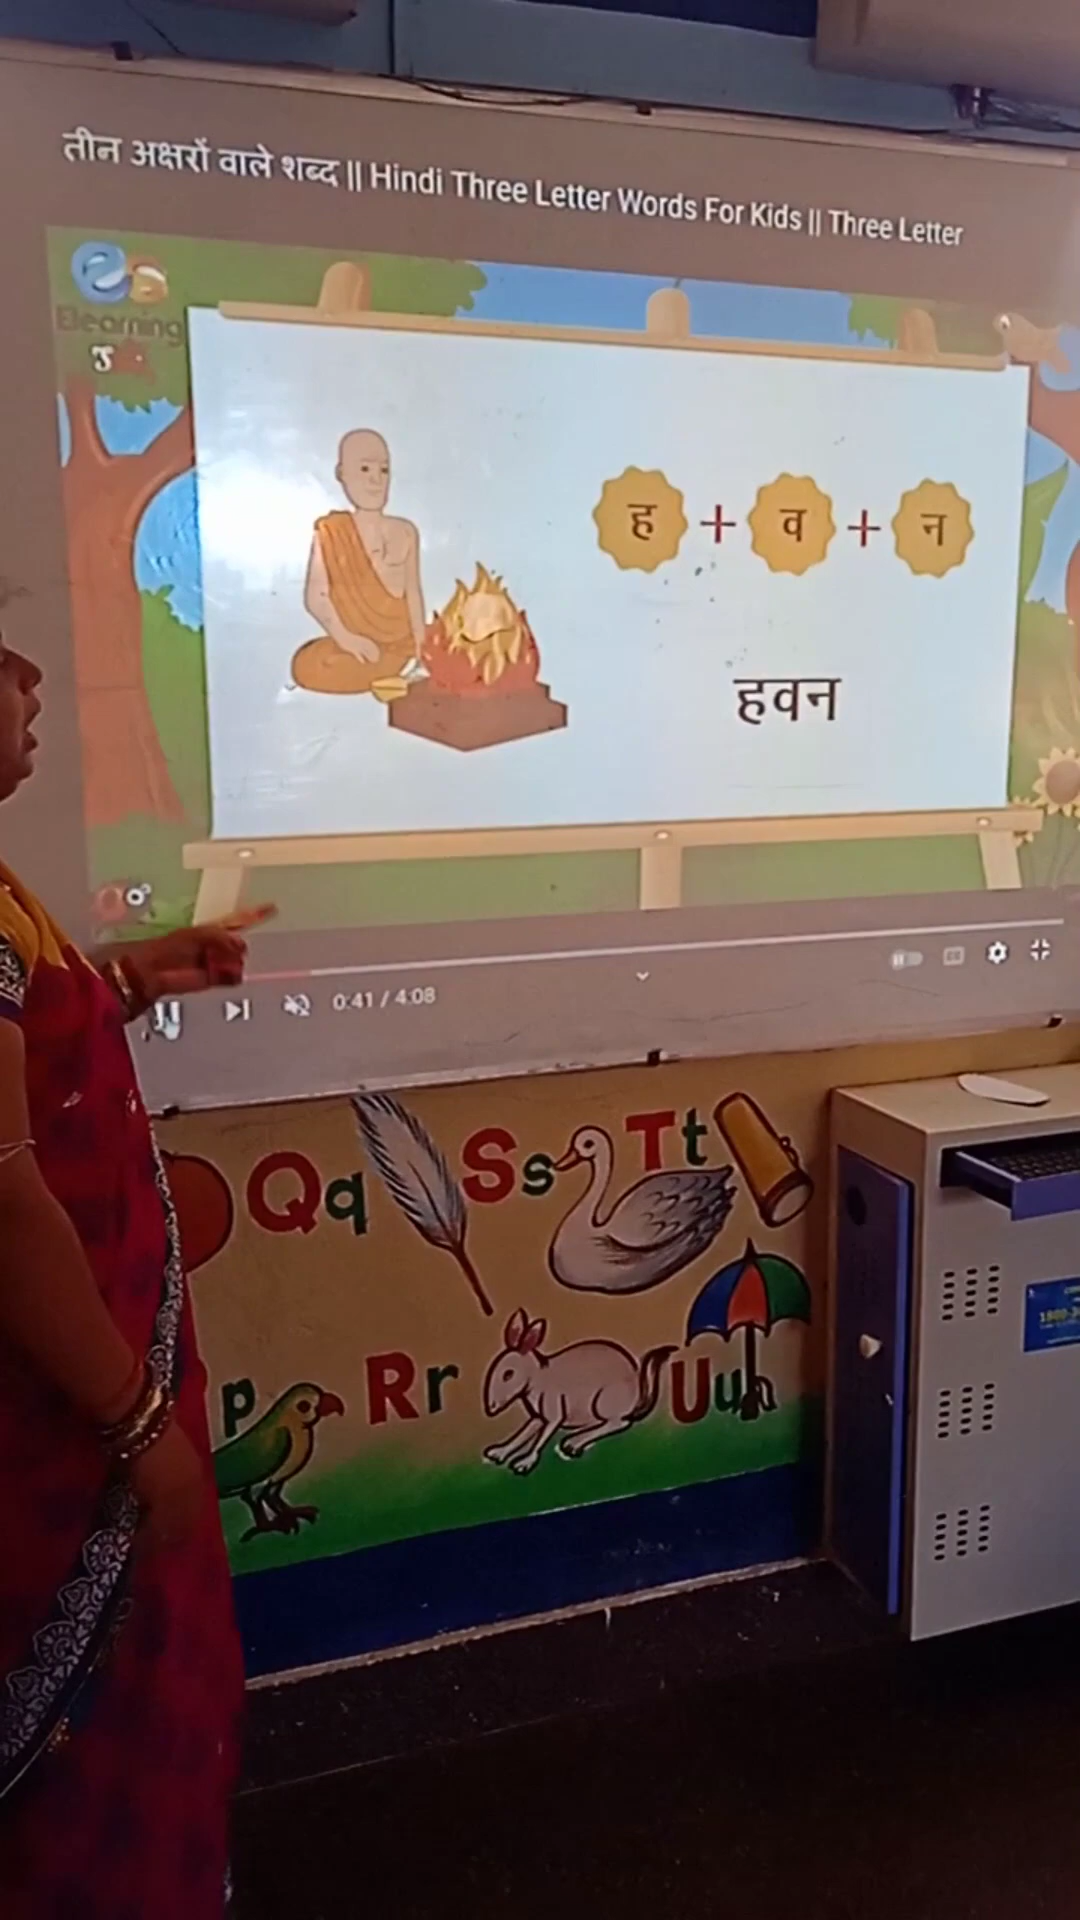 तीन अक्षरों वाले शब्द || Hindi Three Letter Words For Kids || Three Letter
Elearning
ह + व + न
हवन
0:41 / 4:08
Qq Ss Tt
P Rr Uu